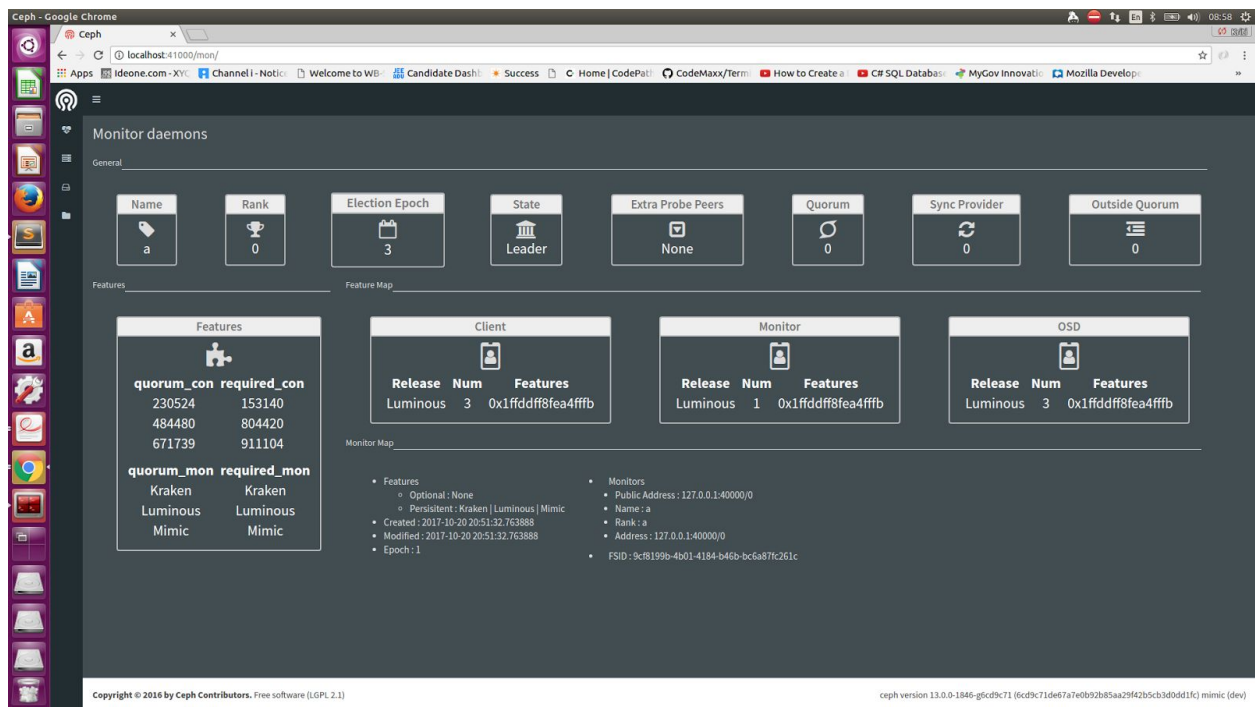 Ceph - Google Chrome
En
08:58
Ceph
localhost:41000/mon/
Apps
Ideone.com - XYC
Channel i - Notic
Welcome to WB-
Candidate Dash
Success
Home | CodePat
CodeMaxx/Term
How to Create a
C# SQL Databas
MyGov Innovatio
Mozilla Develop
»
Monitor daemons
General
Name
a
Rank
0
Election Epoch
3
State
Leader
Extra Probe Peers
None
Quorum
0
Sync Provider
0
Outside Quorum
0
Features
Feature Map
Features
quorum_con required_con
230524 153140
484480 804420
671739 911104
quorum_mon required_mon
Kraken Kraken
Luminous Luminous
Mimic Mimic
Client
Release Num Features
Luminous 3 0x1ffddff8fea4fffb
Monitor
Release Num Features
Luminous 1 0x1ffddff8fea4fffb
OSD
Release Num Features
Luminous 3 0x1ffddff8fea4fffb
Monitor Map
Features
Optional : None
Persisitent : Kraken | Luminous | Mimic
Created : 2017-10-20 20:51:32.763888
Modified : 2017-10-20 20:51:32.763888
Epoch : 1
Monitors
Public Address : 127.0.0.1:40000/0
Name : a
Rank : a
Address : 127.0.0.1:40000/0
FSID : 9cf8199b-4b01-4184-b46b-bc6a87fc261c
Copyright © 2016 by Ceph Contributors. Free software (LGPL 2.1)
ceph version 13.0.0-1846-g6cd9c71 (6cd9c71de67a7e0b92b85aa29f42b5cb3d0dd1fc) mimic (dev)